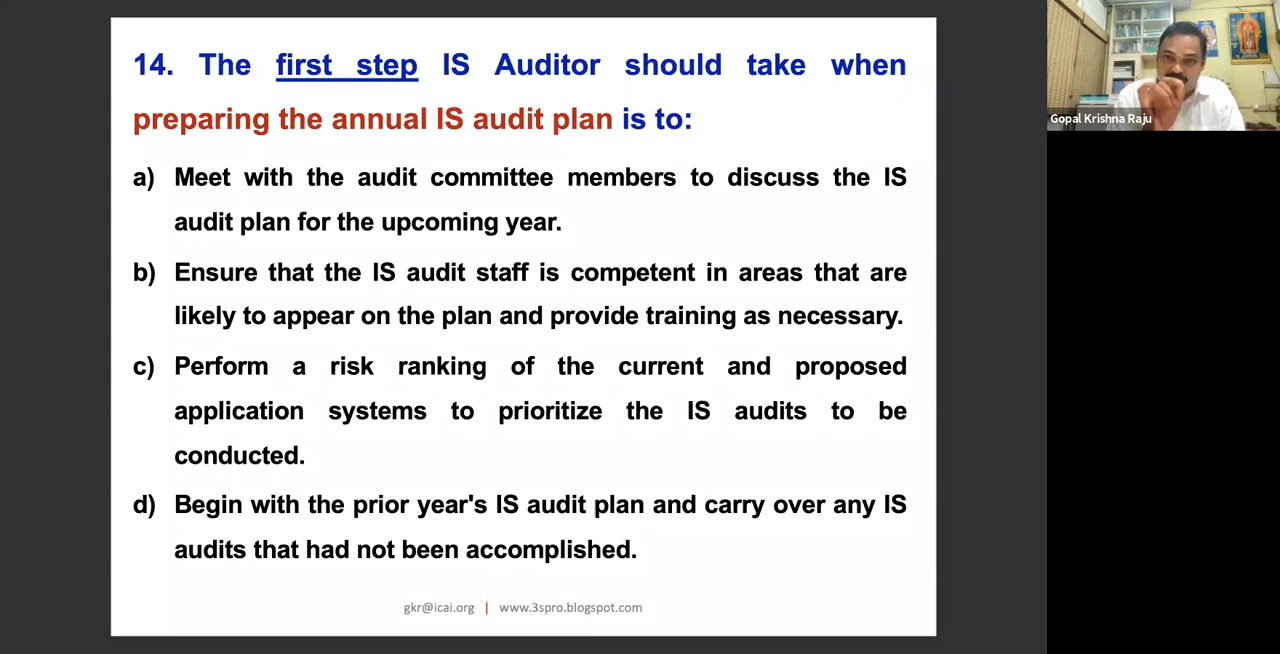 14. The first step IS Auditor should take when
preparing the annual IS audit plan is to:
a) Meet with the audit committee members to discuss the IS
audit plan for the upcoming year.
b) Ensure that the IS audit staff is competent in areas that are
likely to appear on the plan and provide training as necessary.
c) Perform a risk ranking of the current and proposed
application systems to prioritize the IS audits to be
conducted.
d) Begin with the prior year's IS audit plan and carry over any IS
audits that had not been accomplished.
gkr@icai.org | www.3spro.blogspot.com
Gopal Krishna Raju